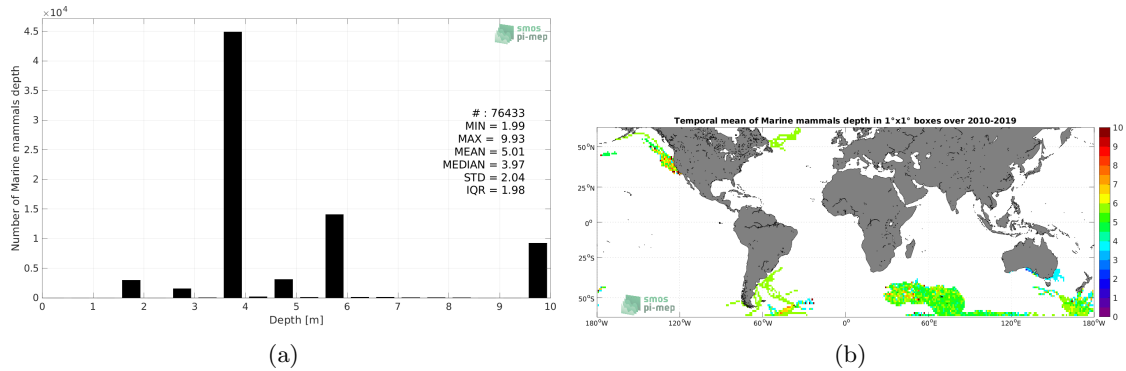 ×10⁴
4.5
4
3.5
3
2.5
2
1.5
1
0.5
0
Number of Marine mammals depth
smos
pi-mep
# : 76433
MIN = 1.99
MAX = 9.93
MEAN = 5.01
MEDIAN = 3.97
STD = 2.04
IQR = 1.98
0 1 2 3 4 5 6 7 8 9 10
Depth [m]
(a)
Temporal mean of Marine mammals depth in 1°x1° boxes over 2010-2019
50°N
25°N
0°
25°S
50°S
smos
pi-mep
180°W 120°W 60°W 0° 60°E 120°E 180°W
10
9
8
7
6
5
4
3
2
1
0
(b)